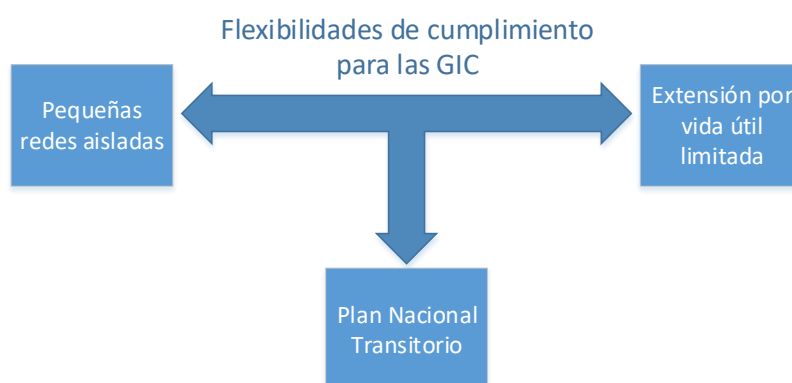 Flexibilidades de cumplimiento
para las GIC
Pequeñas
redes aisladas
Extensión por
vida útil
limitada
Plan Nacional
Transitorio